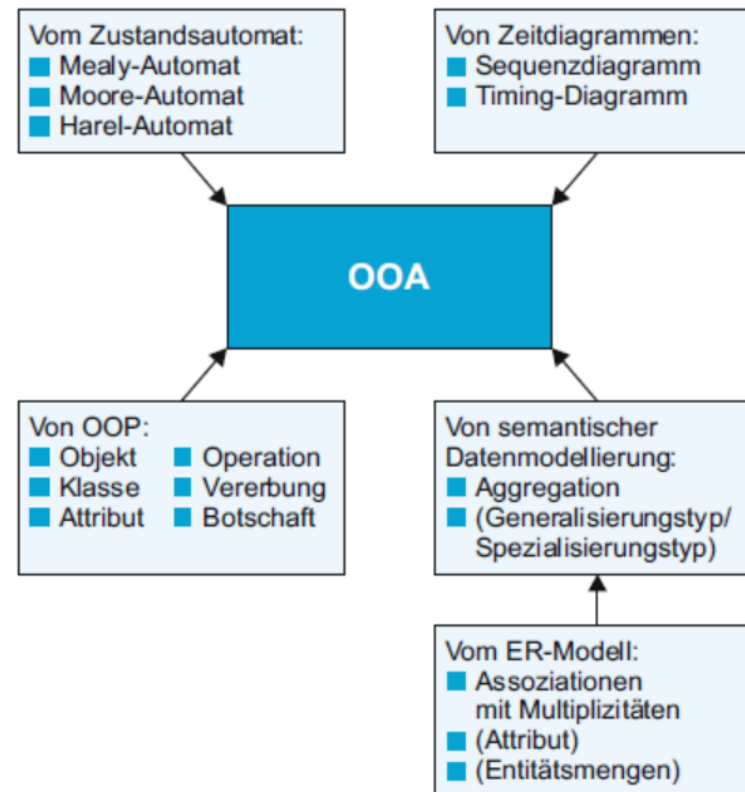 Vom Zustandsautomat:
Mealy-Automat
Moore-Automat
Harel-Automat
Von Zeitdiagrammen:
Sequenzdiagramm
Timing-Diagramm
OOA
Von OOP:
Objekt Operation
Klasse Vererbung
Attribut Botschaft
Von semantischer
Datenmodellierung:
Aggregation
(Generalisierungstyp/
Spezialisierungstyp)
Vom ER-Modell:
Assoziationen
mit Multiplizitäten
(Attribut)
(Entitätsmengen)